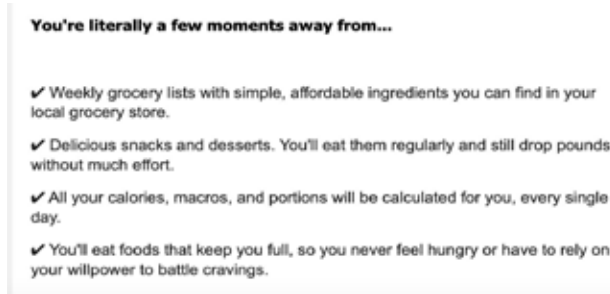 You're literally a few moments away from...
✔ Weekly grocery lists with simple, affordable ingredients you can find in your
local grocery store.
✔ Delicious snacks and desserts. You'll eat them regularly and still drop pounds
without much effort.
✔ All your calories, macros, and portions will be calculated for you, every single
day.
✔ You'll eat foods that keep you full, so you never feel hungry or have to rely on
your willpower to battle cravings.